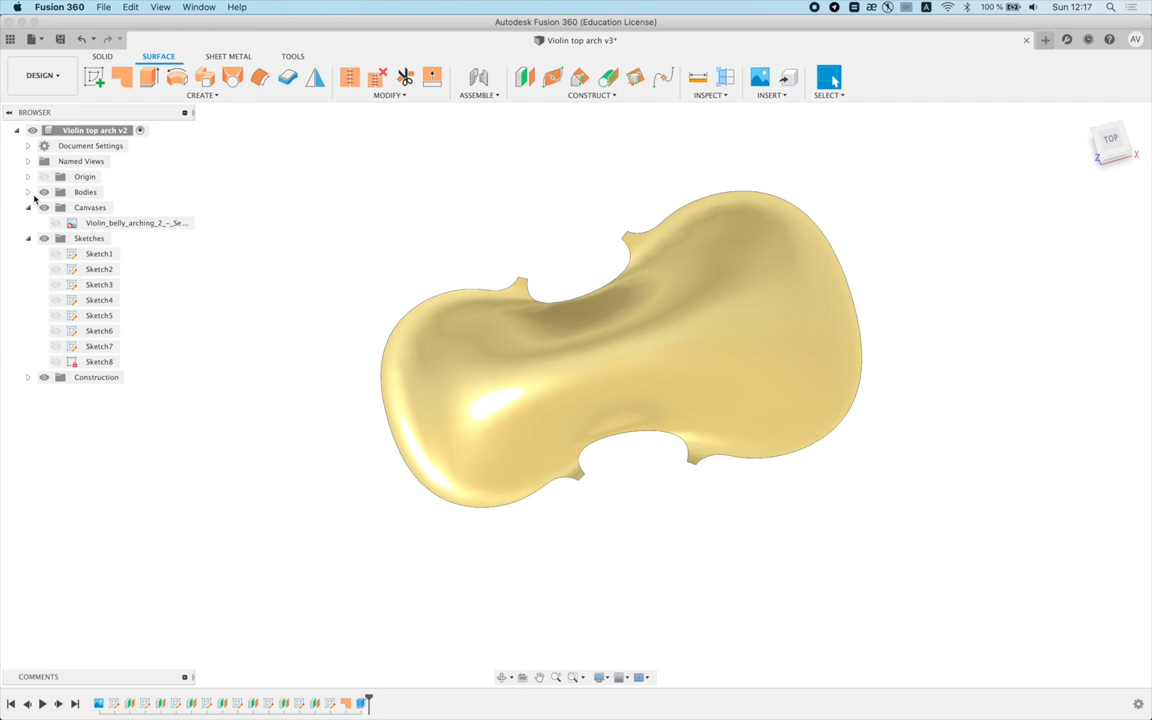 Fusion 360 File Edit View Window Help 100 % Sun 12:17
Autodesk Fusion 360 (Education License)
Violin top arch v3*
AV
DESIGN
SOLID SURFACE SHEET METAL TOOLS
CREATE MODIFY ASSEMBLE CONSTRUCT INSPECT INSERT SELECT
BROWSER
Violin top arch v2
Document Settings
Named Views
Origin
Bodies
Canvases
Violin_belly_arching_2_-_Se...
Sketches
Sketch1
Sketch2
Sketch3
Sketch4
Sketch5
Sketch6
Sketch7
Sketch8
Construction
TOP
Z X
COMMENTS